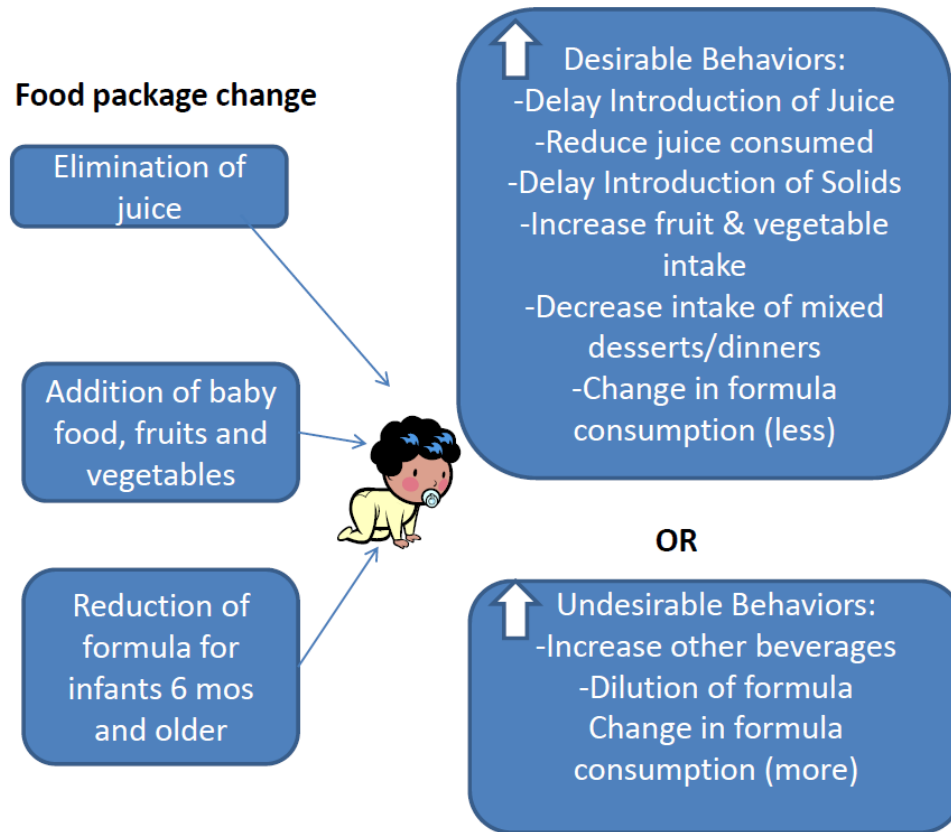 Food package change
Elimination of
juice
Addition of baby
food, fruits and
vegetables
Reduction of
formula for
infants 6 mos
and older
Desirable Behaviors:
-Delay Introduction of Juice
-Reduce juice consumed
-Delay Introduction of Solids
-Increase fruit & vegetable
intake
-Decrease intake of mixed
desserts/dinners
-Change in formula
consumption (less)
OR
Undesirable Behaviors:
-Increase other beverages
-Dilution of formula
Change in formula
consumption (more)